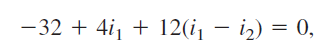 −32 + 4i₁ + 12(i₁ − i₂) = 0,